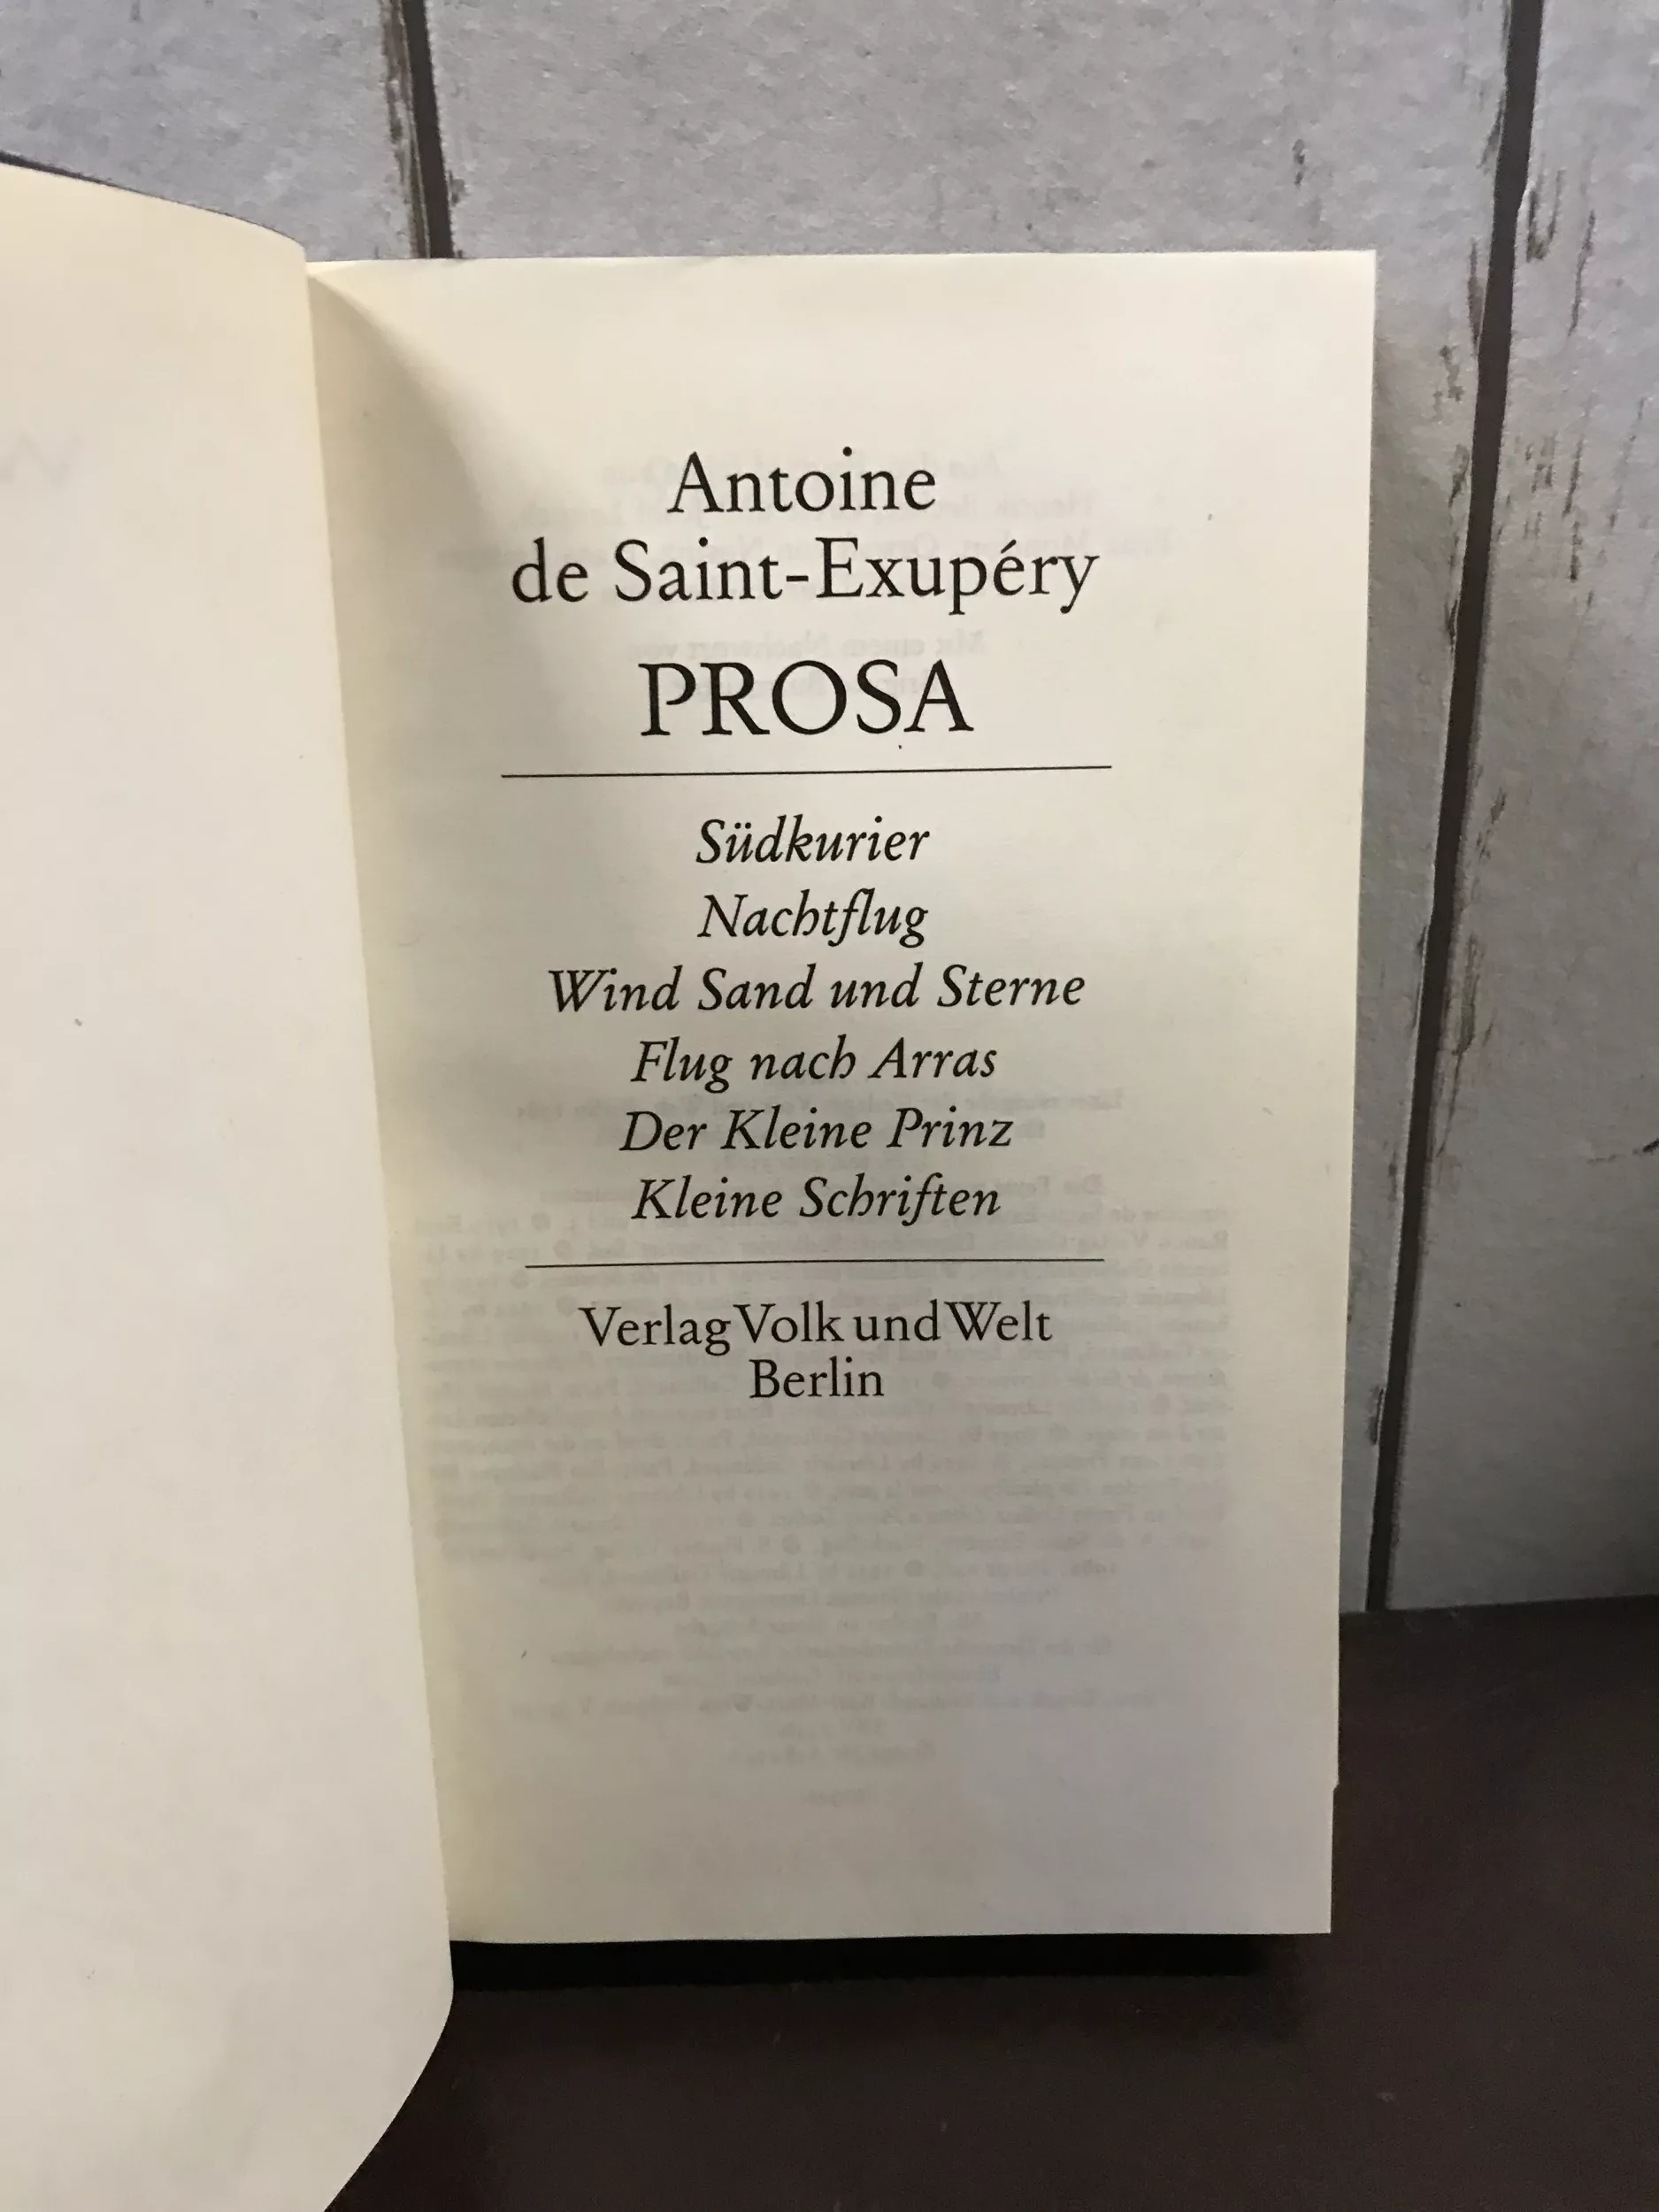 Antoine
de Saint-Exupéry
PROSA
Südkurier
Nachtflug
Wind Sand und Sterne
Flug nach Arras
Der Kleine Prinz
Kleine Schriften
Verlag Volk und Welt
Berlin